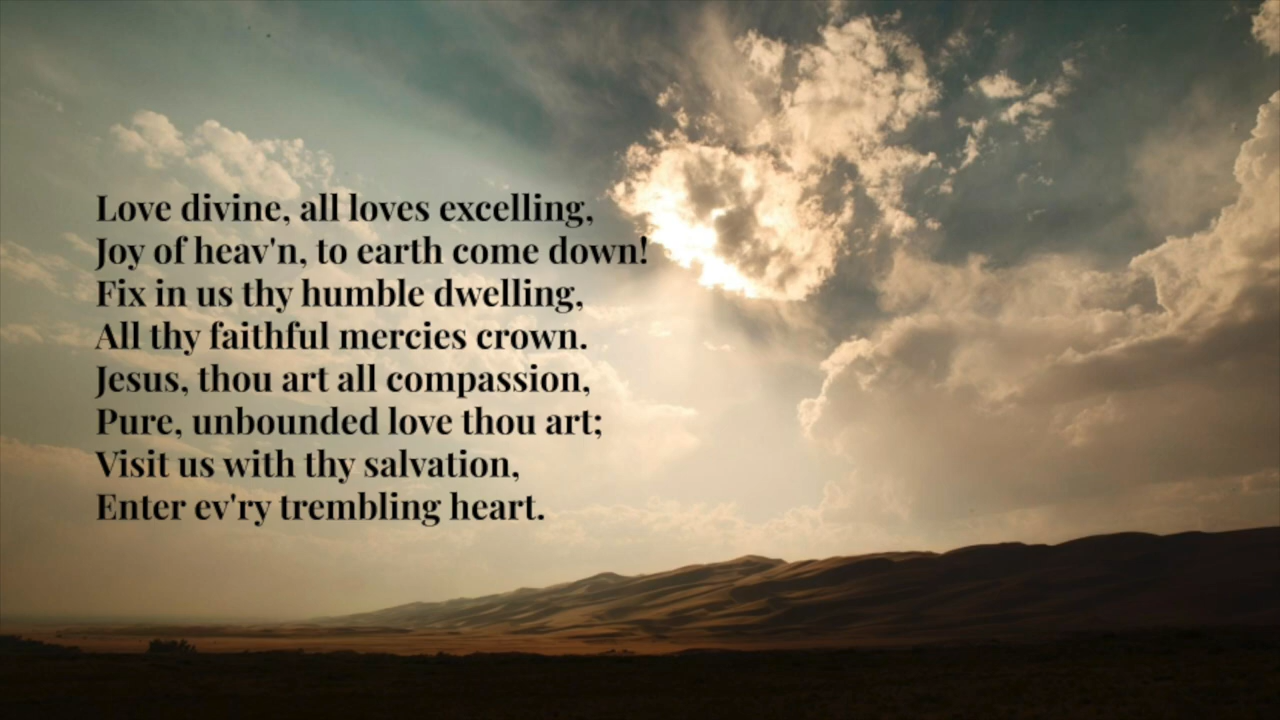 Love divine, all loves excelling,
Joy of heav'n, to earth come down!
Fix in us thy humble dwelling,
All thy faithful mercies crown.
Jesus, thou art all compassion,
Pure, unbounded love thou art;
Visit us with thy salvation,
Enter ev'ry trembling heart.